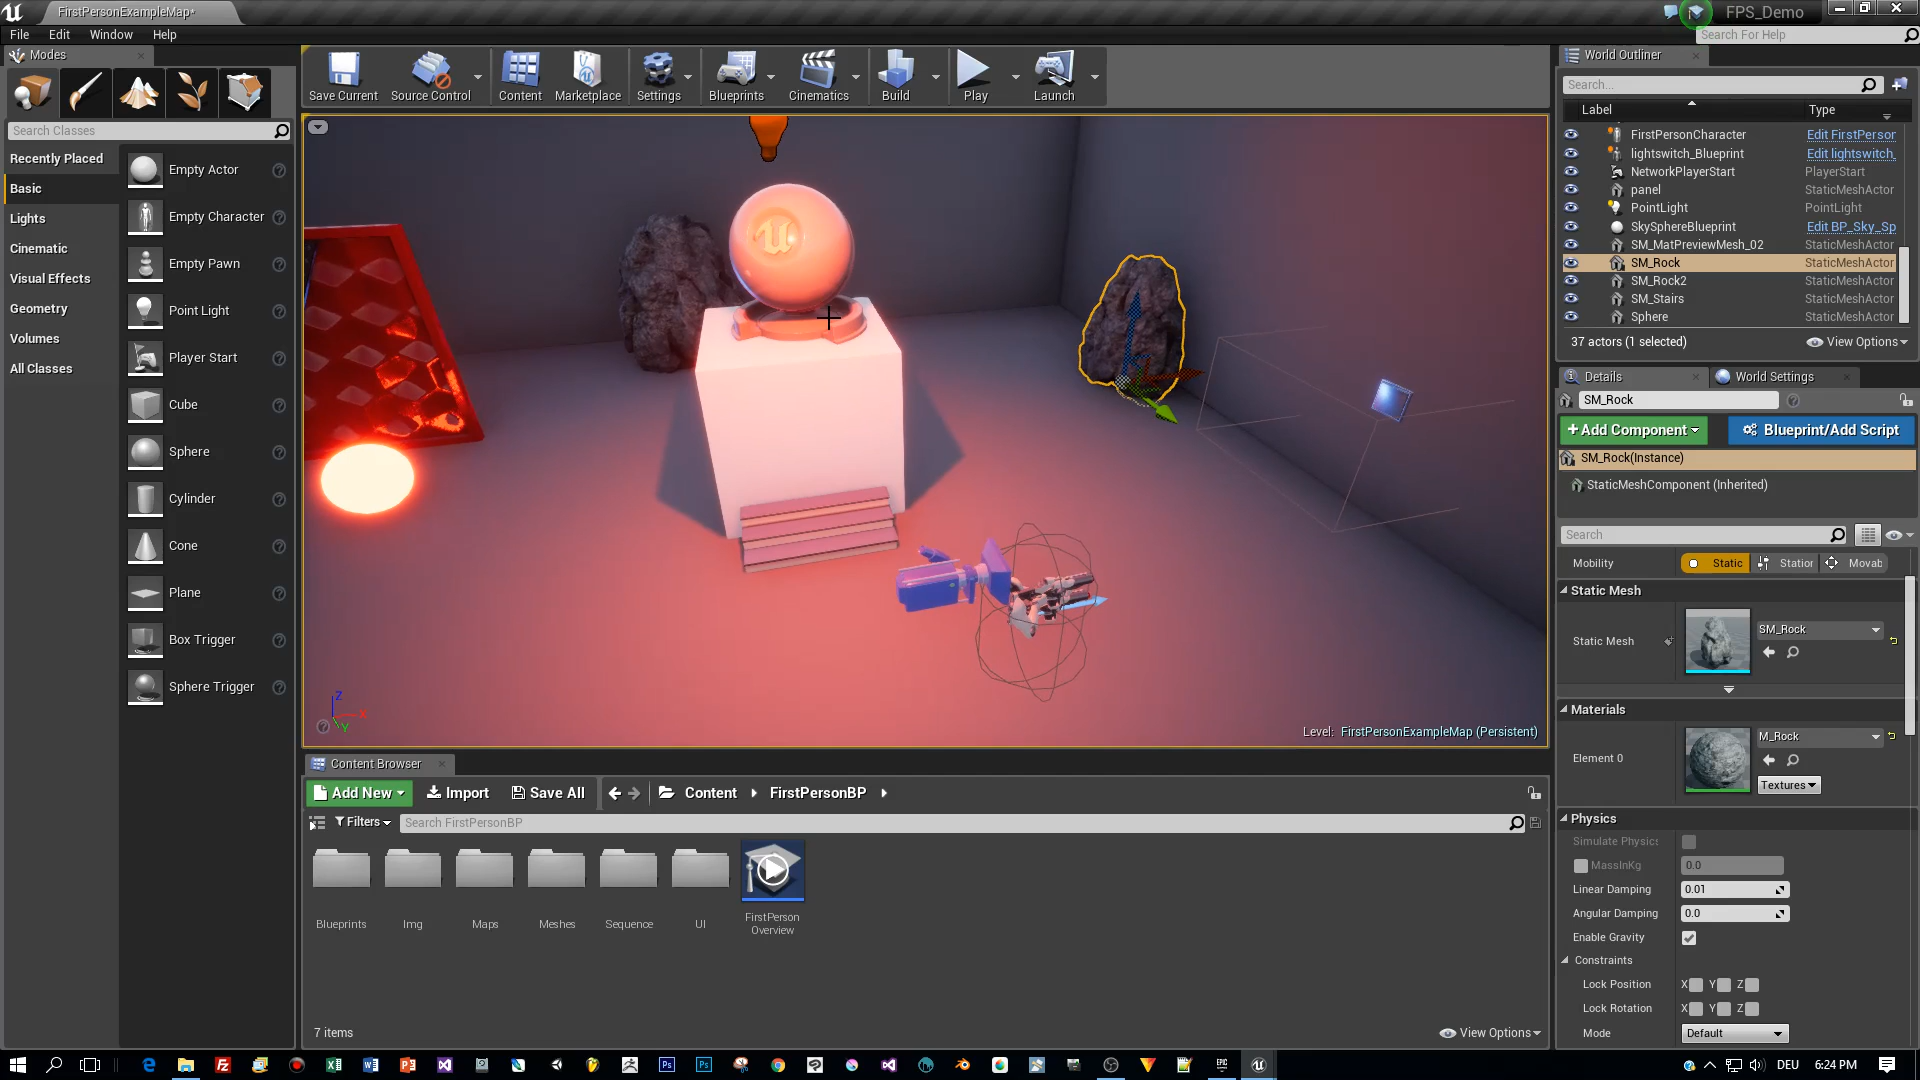 FirstPersonExampleMap*
FPS_Demo
File Edit Window Help
Search For Help
Modes
Search Classes
Recently Placed
Basic
Lights
Cinematic
Visual Effects
Geometry
Volumes
All Classes
Empty Actor
Empty Character
Empty Pawn
Point Light
Player Start
Cube
Sphere
Cylinder
Cone
Plane
Box Trigger
Sphere Trigger
Save Current
Source Control
Content
Marketplace
Settings
Blueprints
Cinematics
Build
Play
Launch
Z
X
Y
Level: FirstPersonExampleMap (Persistent)
Content Browser
Add New Import Save All Content FirstPersonBP
Filters Search FirstPersonBP
Blueprints
Img
Maps
Meshes
Sequence
UI
FirstPerson
Overview
7 items
View Options
World Outliner
Search...
Label Type
FirstPersonCharacter Edit FirstPersor
lightswitch_Blueprint Edit lightswitch_
NetworkPlayerStart PlayerStart
panel StaticMeshActor
PointLight PointLight
SkySphereBlueprint Edit BP_Sky_Sp
SM_MatPreviewMesh_02 StaticMeshActor
SM_Rock StaticMeshActor
SM_Rock2 StaticMeshActor
SM_Stairs StaticMeshActor
Sphere StaticMeshActor
37 actors (1 selected) View Options
Details World Settings
SM_Rock
+Add Component Blueprint/Add Script
SM_Rock(Instance)
StaticMeshComponent (Inherited)
Search
Mobility Static Station Movab
Static Mesh
Static Mesh SM_Rock
Materials
Element 0 M_Rock
Textures
Physics
Simulate Physics
MassInKg 0.0
Linear Damping 0.01
Angular Damping 0.0
Enable Gravity
Constraints
Lock Position X Y Z
Lock Rotation X Y Z
Mode Default
DEU 6:24 PM